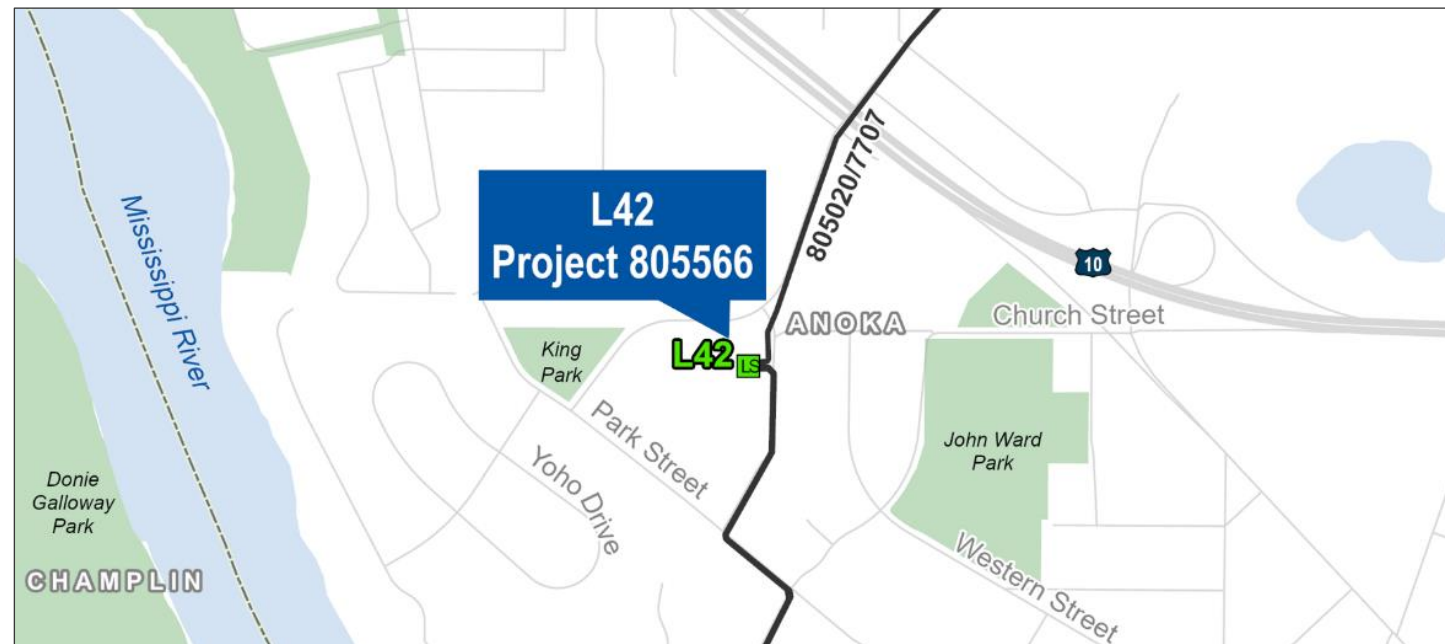 L42
Project 805566
805020/7707
10
Mississippi River
ANOKA
Church Street
King
Park
L42
LS
Park Street
Yoho Drive
John Ward
Park
Donie
Galloway
Park
Western Street
CHAMPLIN